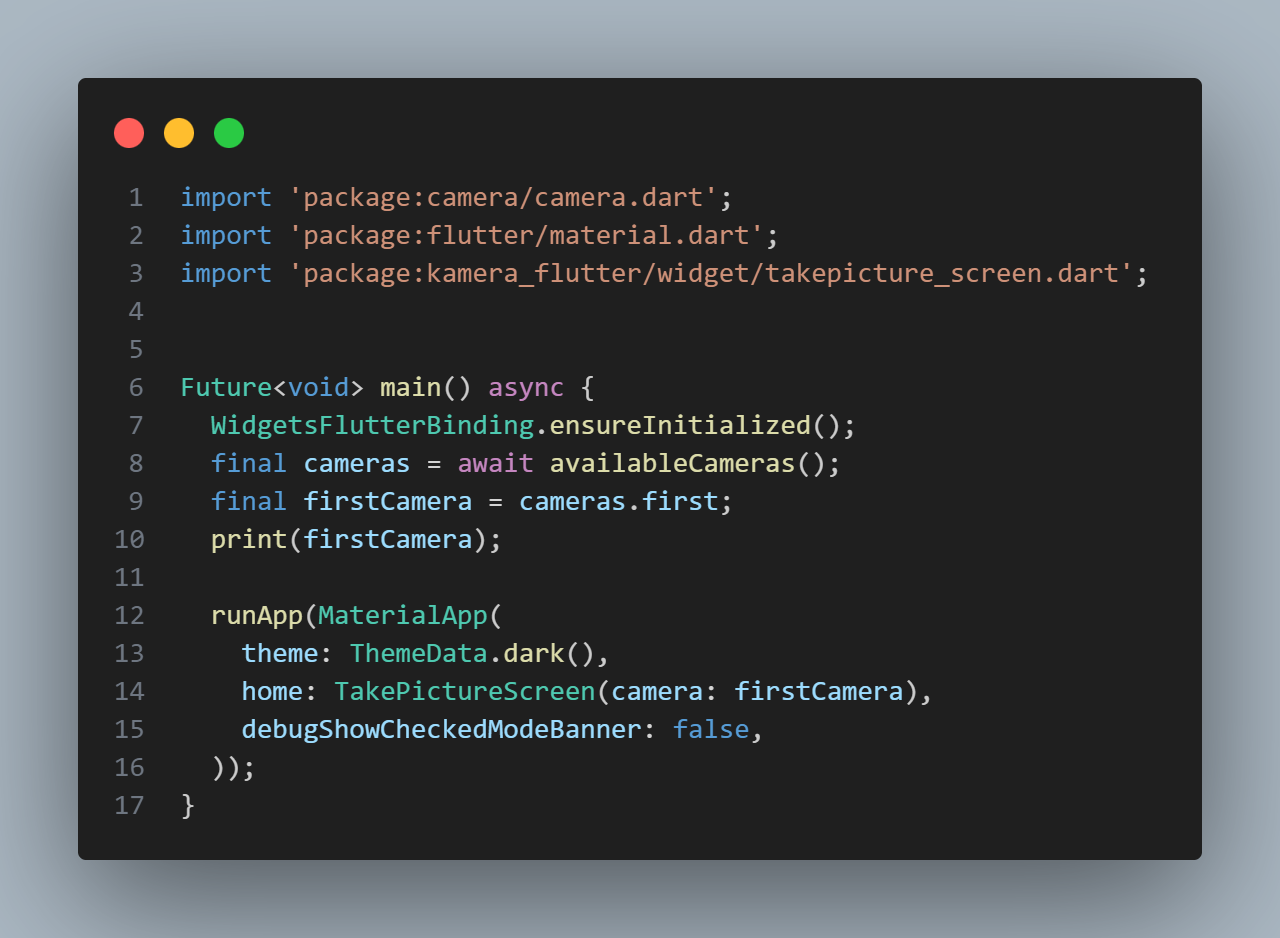 1 import 'package:camera/camera.dart';
2 import 'package:flutter/material.dart';
3 import 'package:kamera_flutter/widget/takepicture_screen.dart';
4
5
6 Future<void> main() async {
7   WidgetsFlutterBinding.ensureInitialized();
8   final cameras = await availableCameras();
9   final firstCamera = cameras.first;
10   print(firstCamera);
11
12   runApp(MaterialApp(
13     theme: ThemeData.dark(),
14     home: TakePictureScreen(camera: firstCamera),
15     debugShowCheckedModeBanner: false,
16   ));
17 }